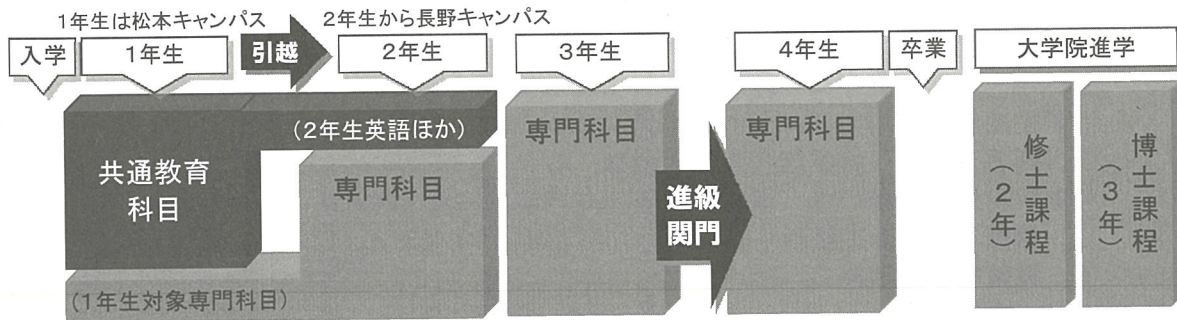 1年生は松本キャンパス
2年生から長野キャンパス
入学
1年生
引越
2年生
3年生
4年生
卒業
大学院進学
共通教育
科目
(2年生英語ほか)
専門科目
(1年生対象専門科目)
専門科目
進級
関門
専門科目
修士課程
(2年)
博士課程
(3年)